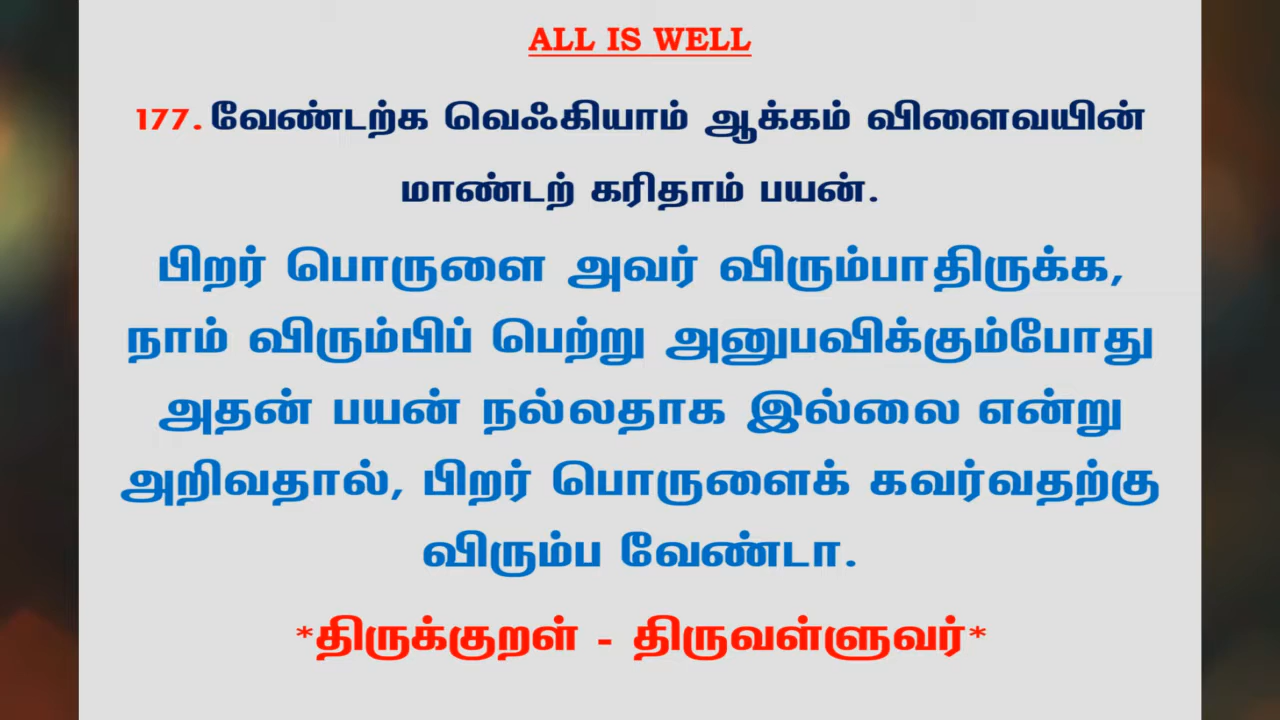 ALL IS WELL
177. வேண்டற்க வெஃகியாம் ஆக்கம் விளைவயின்
மாண்டற் கரிதாம் பயன்.
பிறர் பொருளை அவர் விரும்பாதிருக்க,
நாம் விரும்பிப் பெற்று அனுபவிக்கும்போது
அதன் பயன் நல்லதாக இல்லை என்று
அறிவதால், பிறர் பொருளைக் கவர்வதற்கு
விரும்ப வேண்டா.
*திருக்குறள் - திருவள்ளுவர்*